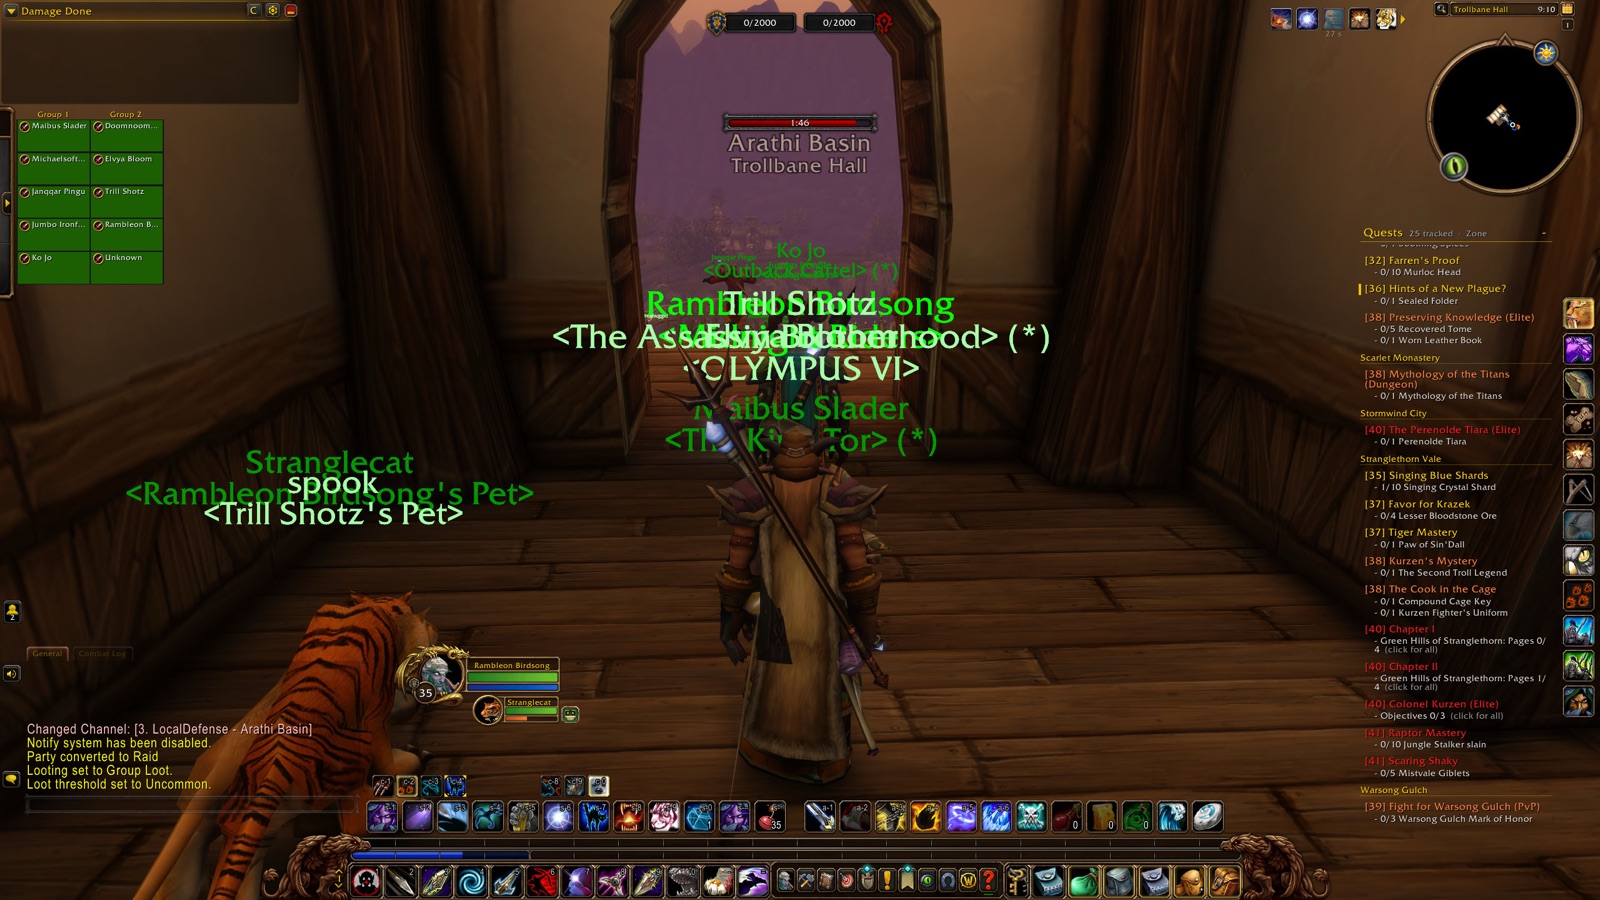 Damage Done
0/2000
0/2000
27 s
Trollbane Hall
9:10
1
Group 1
Group 2
Maibus Slader
Doomnoom...
Michaelsoft...
Elvya Bloom
Janqqar Pingu
Trill Shotz
Jumbo Ironf...
Rambleon B...
Ko Jo
Unknown
1:46
Arathi Basin
Trollbane Hall
Ko Jo
<Outback Cattel> (*)
Rambleon Birdsong
Trill Shotz
<The Assassin Brotherhood> (*)
<OLYMPUS VI>
Maibus Slader
Stranglecat
<Rambleon Birdsong's Pet>
spook
<Trill Shotz's Pet>
Quests 25 tracked - Zone
[32] Farren's Proof
- 0/10 Murloc Head
[36] Hints of a New Plague?
- 0/1 Sealed Folder
[38] Preserving Knowledge (Elite)
- 0/5 Recovered Tome
- 0/1 Worn Leather Book
Scarlet Monastery
[38] Mythology of the Titans
(Dungeon)
- 0/1 Mythology of the Titans
Stormwind City
[40] The Perenolde Tiara (Elite)
- 0/1 Perenolde Tiara
Stranglethorn Vale
[35] Singing Blue Shards
- 1/10 Singing Crystal Shard
[37] Favor for Krazek
- 0/4 Lesser Bloodstone Ore
[37] Tiger Mastery
- 0/1 Paw of Sin'Dall
[38] Kurzen's Mystery
- 0/1 The Second Troll Legend
[38] The Cook In the Cage
- 0/1 Compound Cage Key
- 0/1 Kurzen Fighter's Uniform
[40] Chapter I
- Green Hills of Stranglethorn: Pages 0/
4 (click for all)
[40] Chapter II
- Green Hills of Stranglethorn: Pages 1/
4 (click for all)
[40] Colonel Kurzen (Elite)
- Objectives 0/3 (click for all)
[41] Raptor Mastery
- 0/10 Jungle Stalker slain
[41] Scaring Shaky
- 0/5 Mistvale Giblets
Warsong Gulch
[39] Fight for Warsong Gulch (PvP)
- 0/3 Warsong Gulch Mark of Honor
2
General
Combat Log
Rambleon Birdsong
35
Stranglecat
Changed Channel: [3. LocalDefense - Arathi Basin]
Notify system has been disabled.
Party converted to Raid
Looting set to Group Loot.
Loot threshold set to Uncommon.